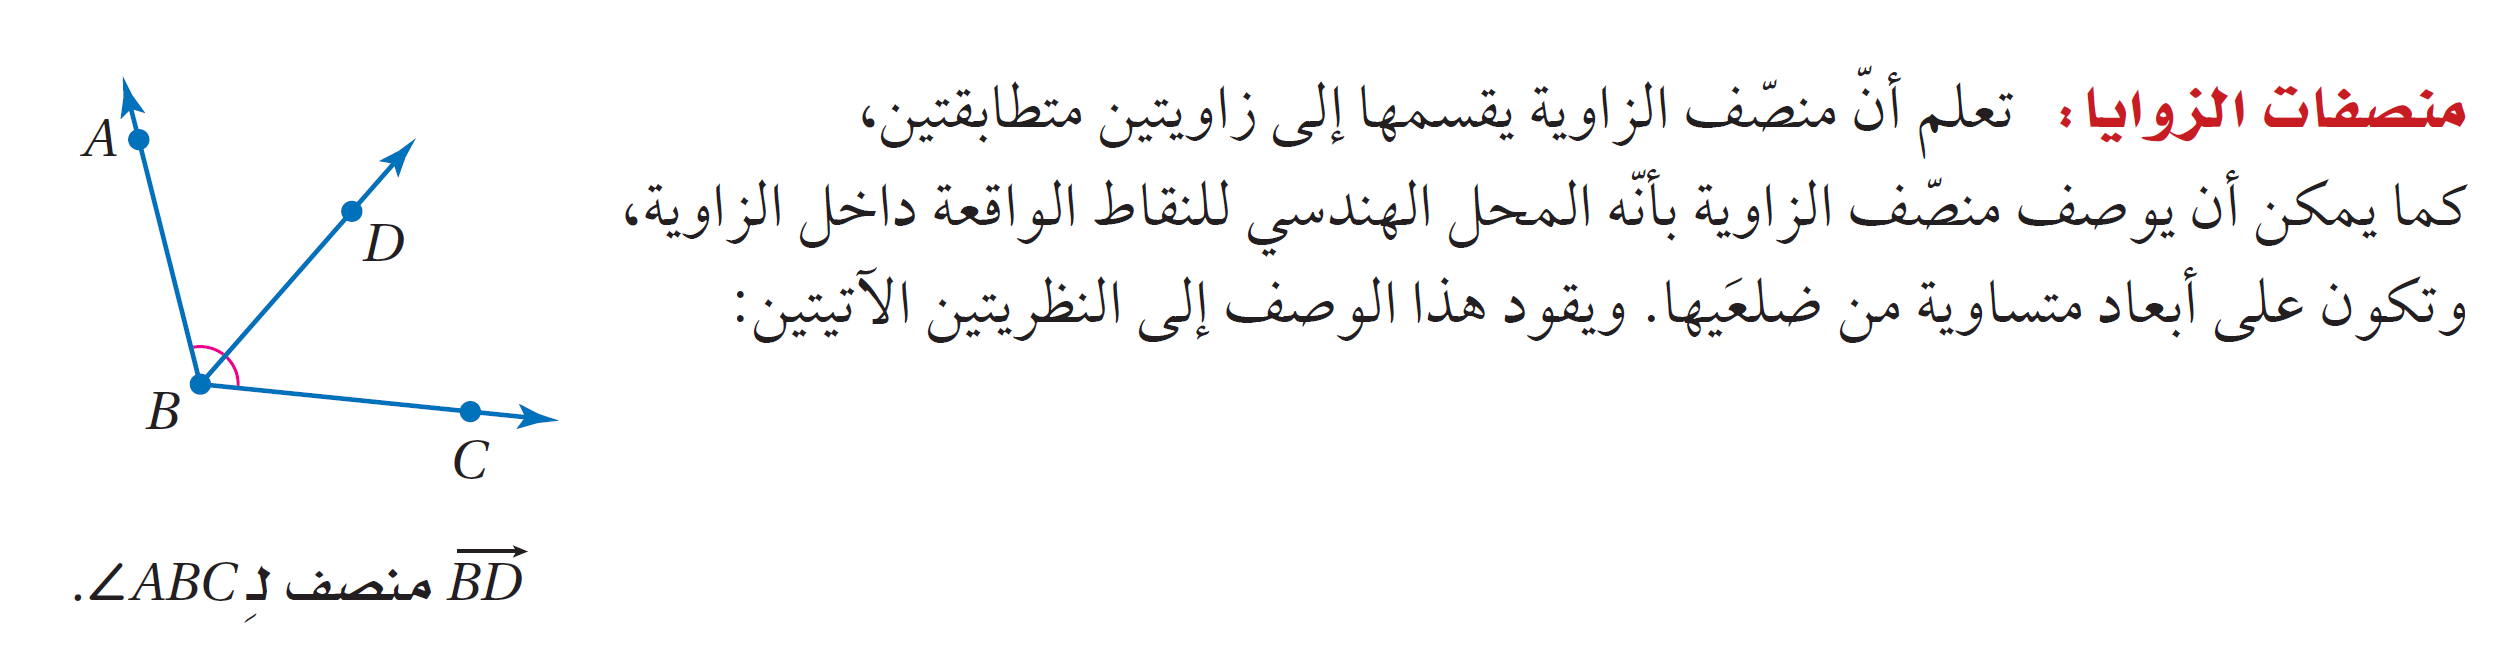 منصفات الزوايا: تعلم أنّ منصّف الزاوية يقسمها إلى زاويتين متطابقتين،
كما يمكن أن يوصف منصّف الزاوية بأنّه المحل الهندسي للنقاط الواقعة داخل الزاوية،
وتكون على أبعاد متساوية من ضلعَيها. ويقود هذا الوصف إلى النظريتين الآتيتين:
A
D
B
C
$\overrightarrow{BD}$ منصف لـِ ∠ABC.